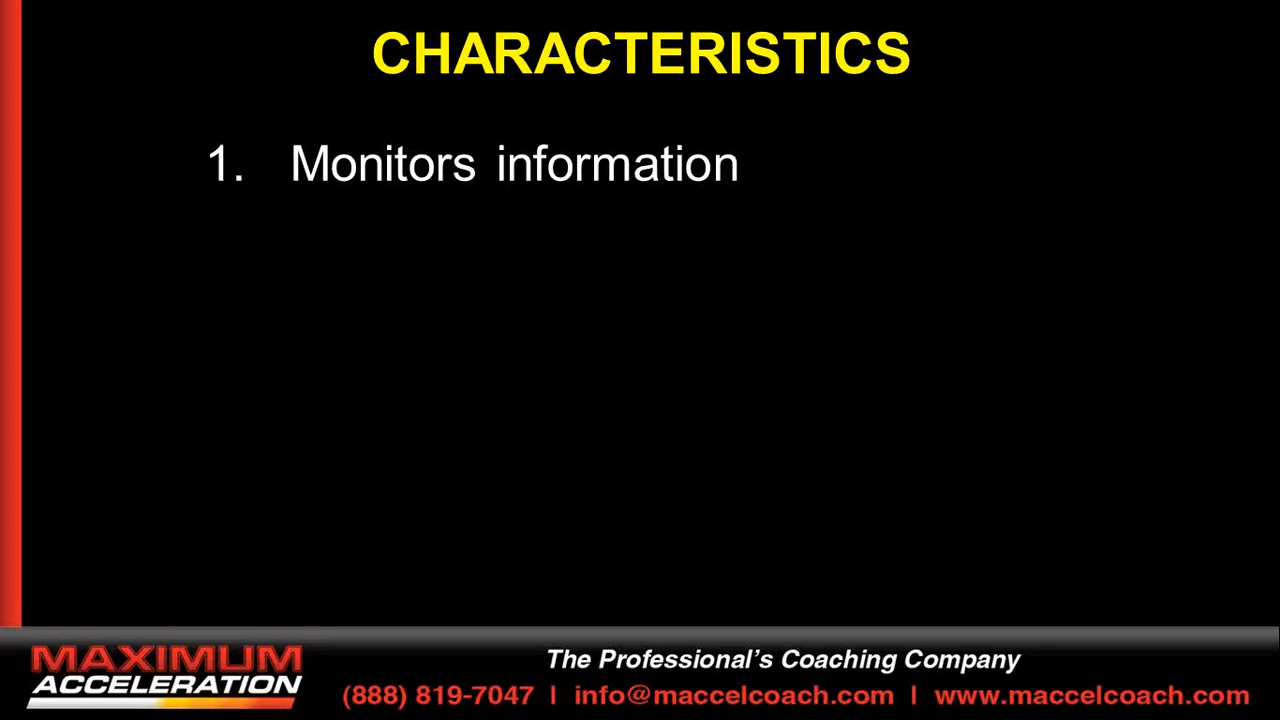 CHARACTERISTICS
1. Monitors information
MAXIMUM
ACCELERATION
The Professional's Coaching Company
(888) 819-7047 | info@maccelcoach.com | www.maccelcoach.com